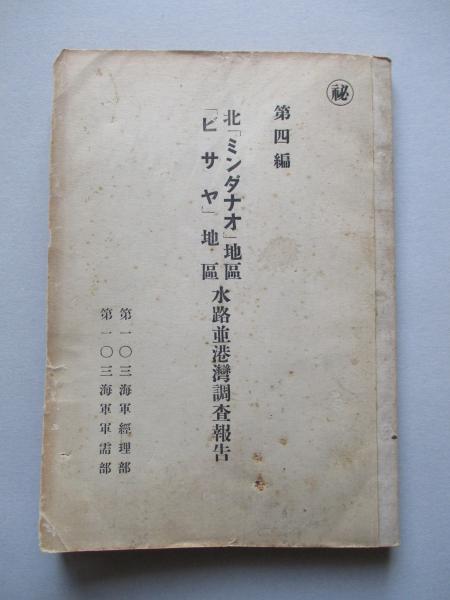 ㊙
第四編
北「ミンダナオ」地區
「ビサヤ」地區
水路並港灣調査報告
第一〇三海軍經理部
第一〇三海軍軍需部